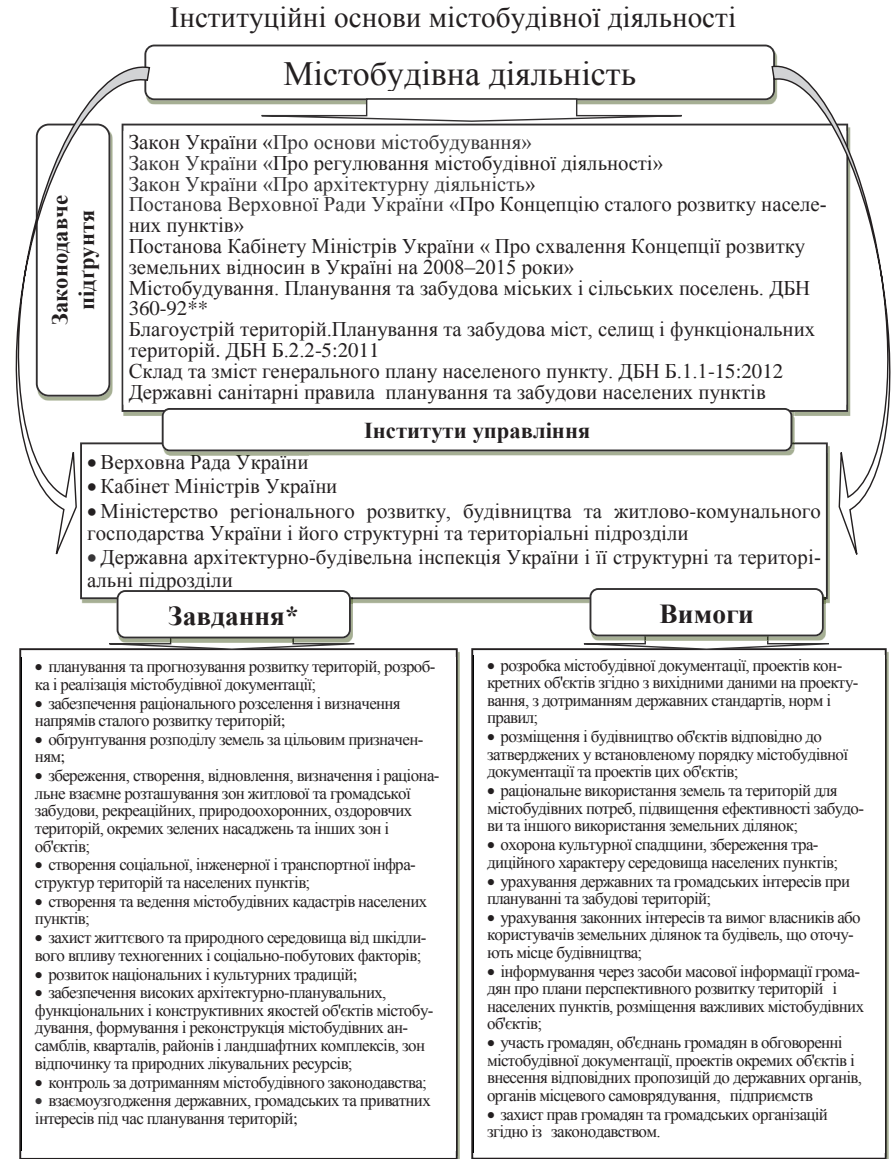 Інституційні основи містобудівної діяльності
Містобудівна діяльність
Законодавче
підґрунтя
Закон України «Про основи містобудування»
Закон України «Про регулювання містобудівної діяльності»
Закон України «Про архітектурну діяльність»
Постанова Верховної Ради України «Про Концепцію сталого розвитку населе-
них пунктів»
Постанова Кабінету Міністрів України « Про схвалення Концепції розвитку
земельних відносин в Україні на 2008–2015 роки»
Містобудування. Планування та забудова міських і сільських поселень. ДБН
360-92**
Благоустрій територій.Планування та забудова міст, селищ і функціональних
територій. ДБН Б.2.2-5:2011
Склад та зміст генерального плану населеного пункту. ДБН Б.1.1-15:2012
Державні санітарні правила планування та забудови населених пунктів
Інститути управління
• Верховна Рада України
• Кабінет Міністрів України
• Міністерство регіонального розвитку, будівництва та житлово-комунального
господарства України і його структурні та територіальні підрозділи
• Державна архітектурно-будівельна інспекція України і її структурні та територі-
альні підрозділи
Завдання*
• планування та прогнозування розвитку територій, розроб-
ка і реалізація містобудівної документації;
• забезпечення раціонального розселення і визначення
напрямів сталого розвитку територій;
• обґрунтування розподілу земель за цільовим призначен-
ням;
• збереження, створення, відновлення, визначення і раціона-
льне взаємне розташування зон житлової та громадської
забудови, рекреаційних, природоохоронних, оздоровчих
територій, окремих зелених насаджень та інших зон і
об'єктів;
• створення соціальної, інженерної і транспортної інфра-
структур територій та населених пунктів;
• створення та ведення містобудівних кадастрів населених
пунктів;
• захист життєвого та природного середовища від шкідли-
вого впливу техногенних і соціально-побутових факторів;
• розвиток національних і культурних традицій;
• забезпечення високих архітектурно-планувальних,
функціональних і конструктивних якостей об'єктів містобу-
дування, формування і реконструкція містобудівних ан-
самблів, кварталів, районів і ландшафтних комплексів, зон
відпочинку та природних лікувальних ресурсів;
• контроль за дотриманням містобудівного законодавства;
• взаємоузгодження державних, громадських та приватних
інтересів під час планування територій;
Вимоги
• розробка містобудівної документації, проектів кон-
кретних об'єктів згідно з вихідними даними на проекту-
вання, з дотриманням державних стандартів, норм і
правил;
• розміщення і будівництво об'єктів відповідно до
затверджених у встановленому порядку містобудівної
документації та проектів цих об'єктів;
• раціональне використання земель та територій для
містобудівних потреб, підвищення ефективності забудо-
ви та іншого використання земельних ділянок;
• охорона культурної спадщини, збереження тра-
диційного характеру середовища населених пунктів;
• урахування державних та громадських інтересів при
плануванні та забудові територій;
• урахування законних інтересів та вимог власників або
користувачів земельних ділянок та будівель, що оточу-
ють місце будівництва;
• інформування через засоби масової інформації грома-
дян про плани перспективного розвитку територій і
населених пунктів, розміщення важливих містобудівних
об'єктів;
• участь громадян, об'єднань громадян в обговоренні
містобудівної документації, проектів окремих об'єктів і
внесення відповідних пропозицій до державних органів,
органів місцевого самоврядування, підприємств
• захист прав громадян та громадських організацій
згідно із законодавством.